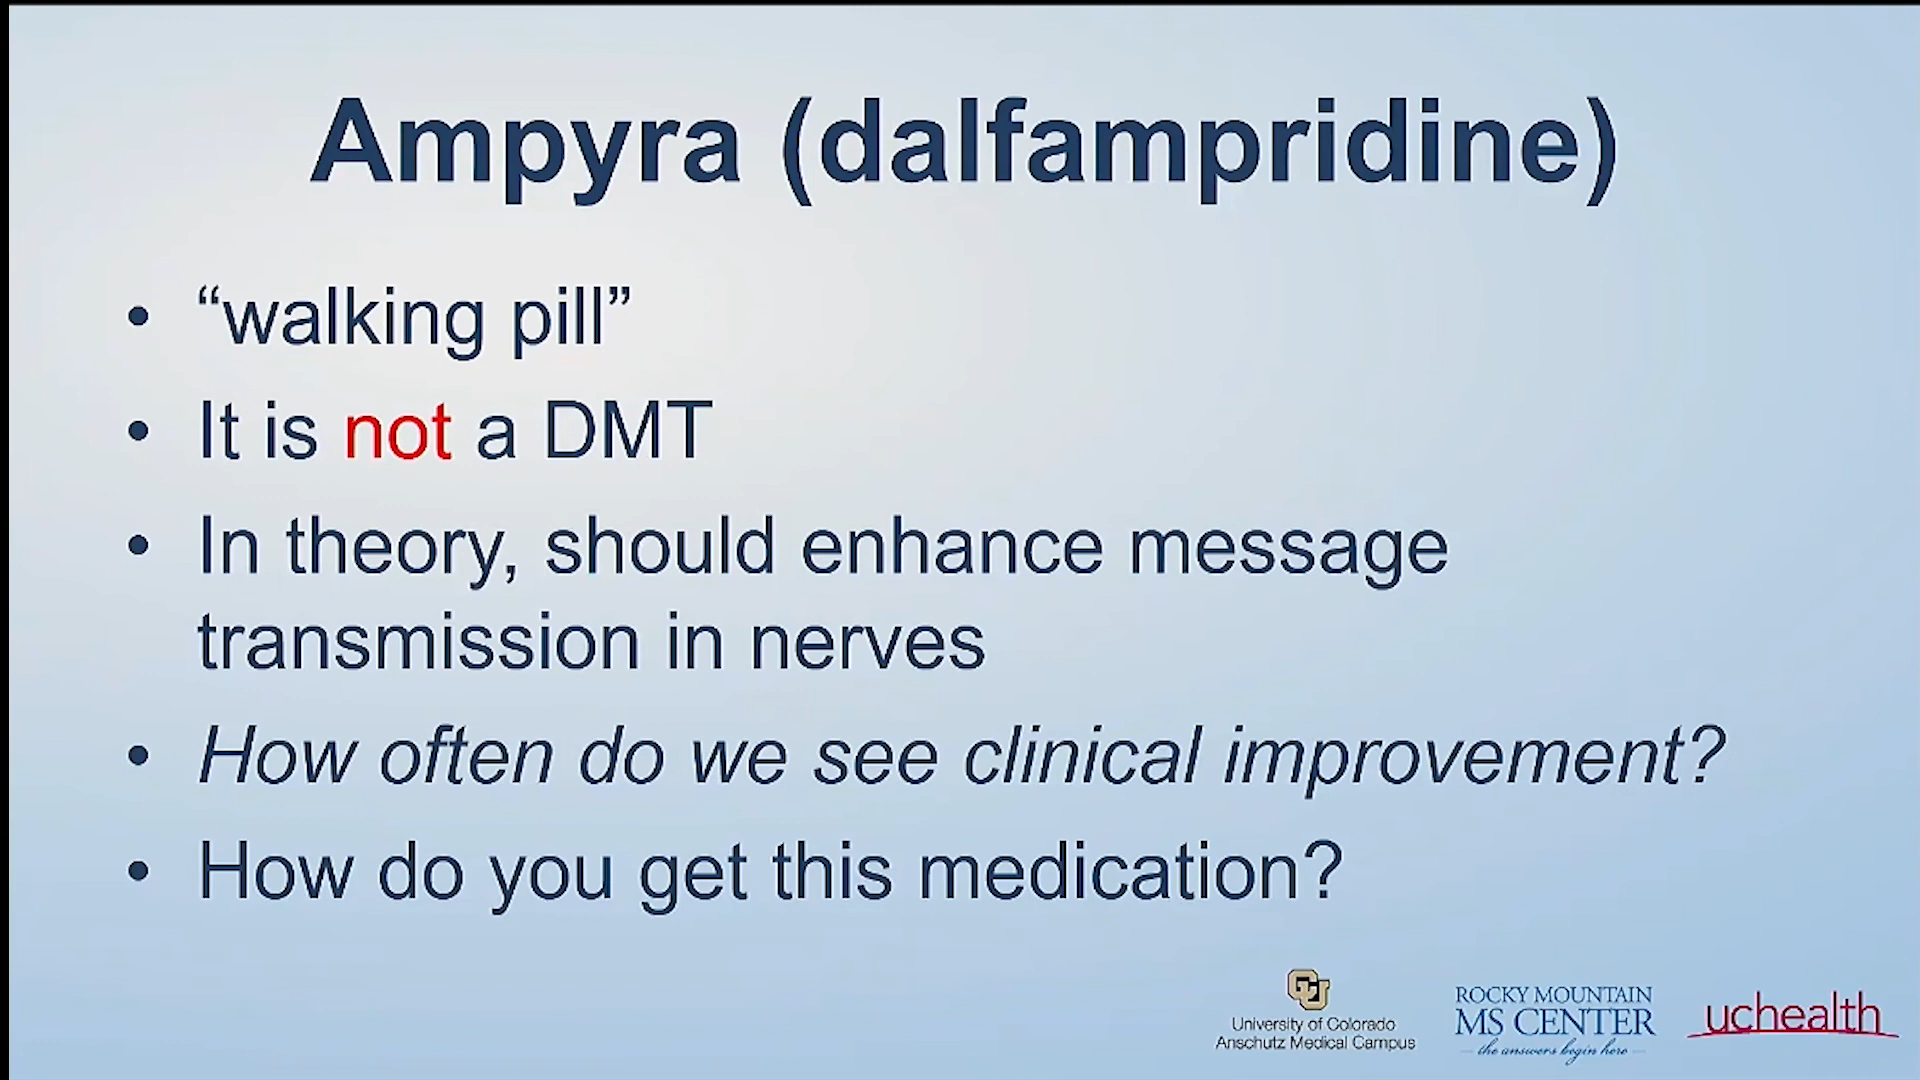 Ampyra (dalfampridine)
• “walking pill”
• It is not a DMT
• In theory, should enhance message
transmission in nerves
• How often do we see clinical improvement?
• How do you get this medication?
CU
University of Colorado
Anschutz Medical Campus
ROCKY MOUNTAIN
MS CENTER
the answers begin here
uchealth